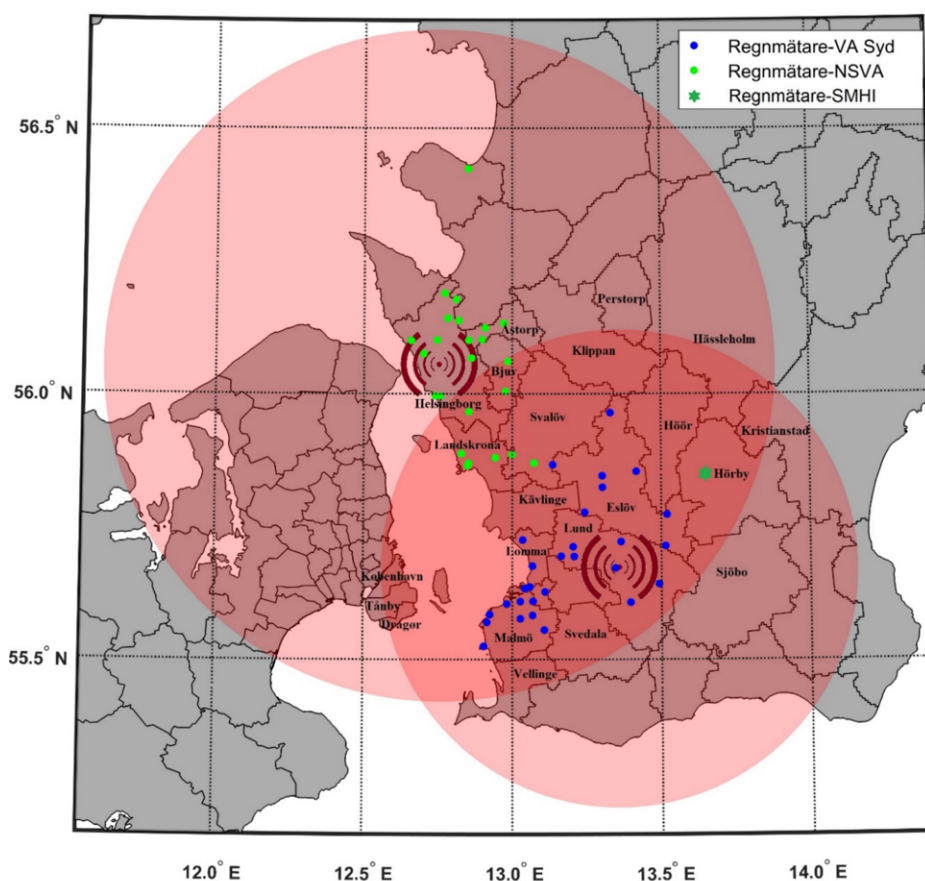 Regnmätare-VA Syd
Regnmätare-NSVA
Regnmätare-SMHI
56.5° N
56.0° N
55.5° N
Perstorp
Åstorp
Klippan
Hässleholm
Bjuv
Helsingborg
Svalöv
Höör
Kristianstad
Landskrona
Hörby
Kävlinge
Eslöv
Lund
Lomma
København
Tånby
Dragor
Sjöbo
Malmö
Svedala
Vellinge
12.0° E
12.5° E
13.0° E
13.5° E
14.0° E